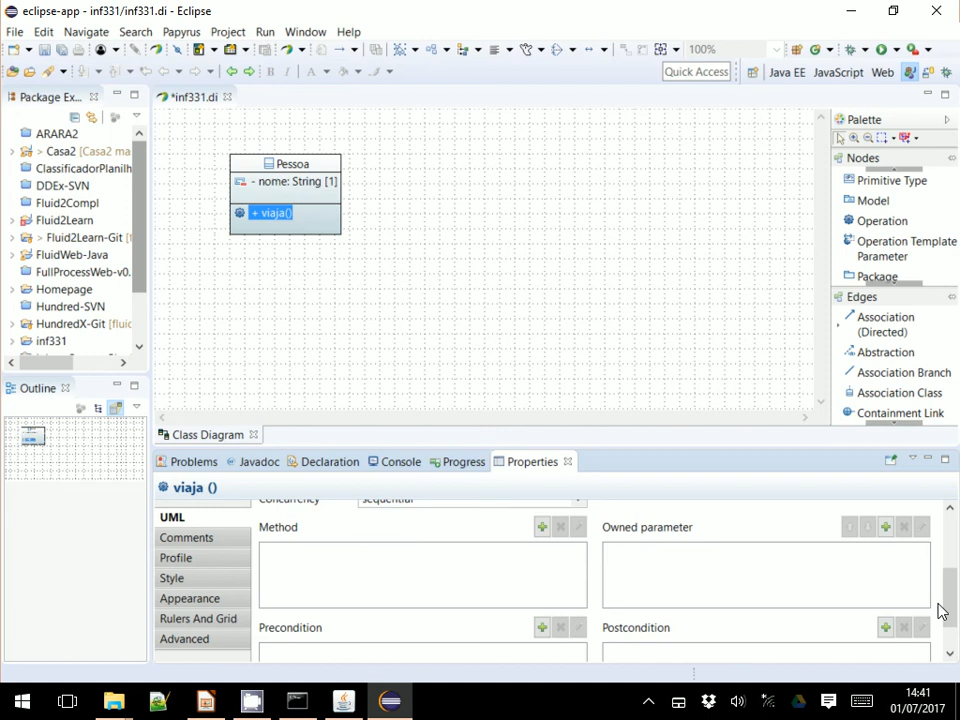 eclipse-app - inf331/inf331.di - Eclipse
File Edit Navigate Search Papyrus Project Run Window Help
100%
Quick Access
Java EE JavaScript Web
Package Ex...
*inf331.di
ARARA2
> Casa2 [Casa2 ma
ClassificadorPlanilh
DDEx-SVN
Fluid2Compl
Fluid2Learn
> Fluid2Learn-Git [
FluidWeb-Java
FullProcessWeb-v0.
Homepage
Hundred-SVN
HundredX-Git [fluic
inf331
Pessoa
- nome: String [1]
+ viaja()
Palette
Nodes
Primitive Type
Model
Operation
Operation Template
Parameter
Package
Edges
Association
(Directed)
Abstraction
Association Branch
Association Class
Containment Link
Outline
Class Diagram
Problems Javadoc Declaration Console Progress Properties
viaja ()
UML
Comments
Profile
Style
Appearance
Rulers And Grid
Advanced
Concurrency sequential
Method Owned parameter
Precondition Postcondition
14:41
01/07/2017